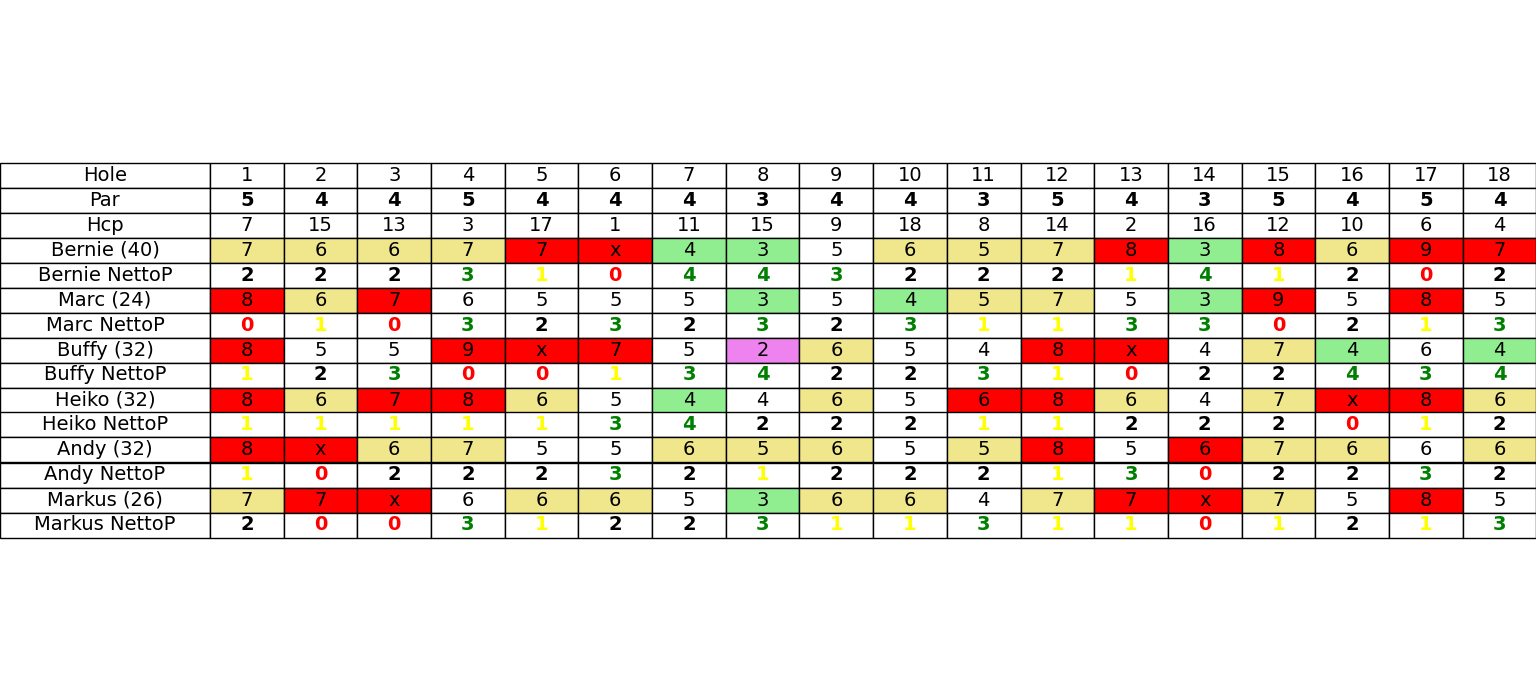 Hole 1 2 3 4 5 6 7 8 9 10 11 12 13 14 15 16 17 18
Par 5 4 4 5 4 4 4 3 4 4 3 5 4 3 5 4 5 4
Hcp 7 15 13 3 17 1 11 15 9 18 8 14 2 16 12 10 6 4
Bernie (40) 7 6 6 7 7 x 4 3 5 6 5 7 8 3 8 6 9 7
Bernie NettoP 2 2 2 3 1 0 4 4 3 2 2 2 1 4 1 2 0 2
Marc (24) 8 6 7 6 5 5 5 3 5 4 5 7 5 3 9 5 8 5
Marc NettoP 0 1 0 3 2 3 2 3 2 3 1 1 3 3 0 2 1 3
Buffy (32) 8 5 5 9 x 7 5 2 6 5 4 8 x 4 7 4 6 4
Buffy NettoP 1 2 3 0 0 1 3 4 2 2 3 1 0 2 2 4 3 4
Heiko (32) 8 6 7 8 6 5 4 4 6 5 6 8 6 4 7 x 8 6
Heiko NettoP 1 1 1 1 1 3 4 2 2 2 1 1 2 2 2 0 1 2
Andy (32) 8 x 6 7 5 5 6 5 6 5 5 8 5 6 7 6 6 6
Andy NettoP 1 0 2 2 2 3 2 1 2 2 2 1 3 0 2 2 3 2
Markus (26) 7 7 x 6 6 6 5 3 6 6 4 7 7 x 7 5 8 5
Markus NettoP 2 0 0 3 1 2 2 3 1 1 3 1 1 0 1 2 1 3